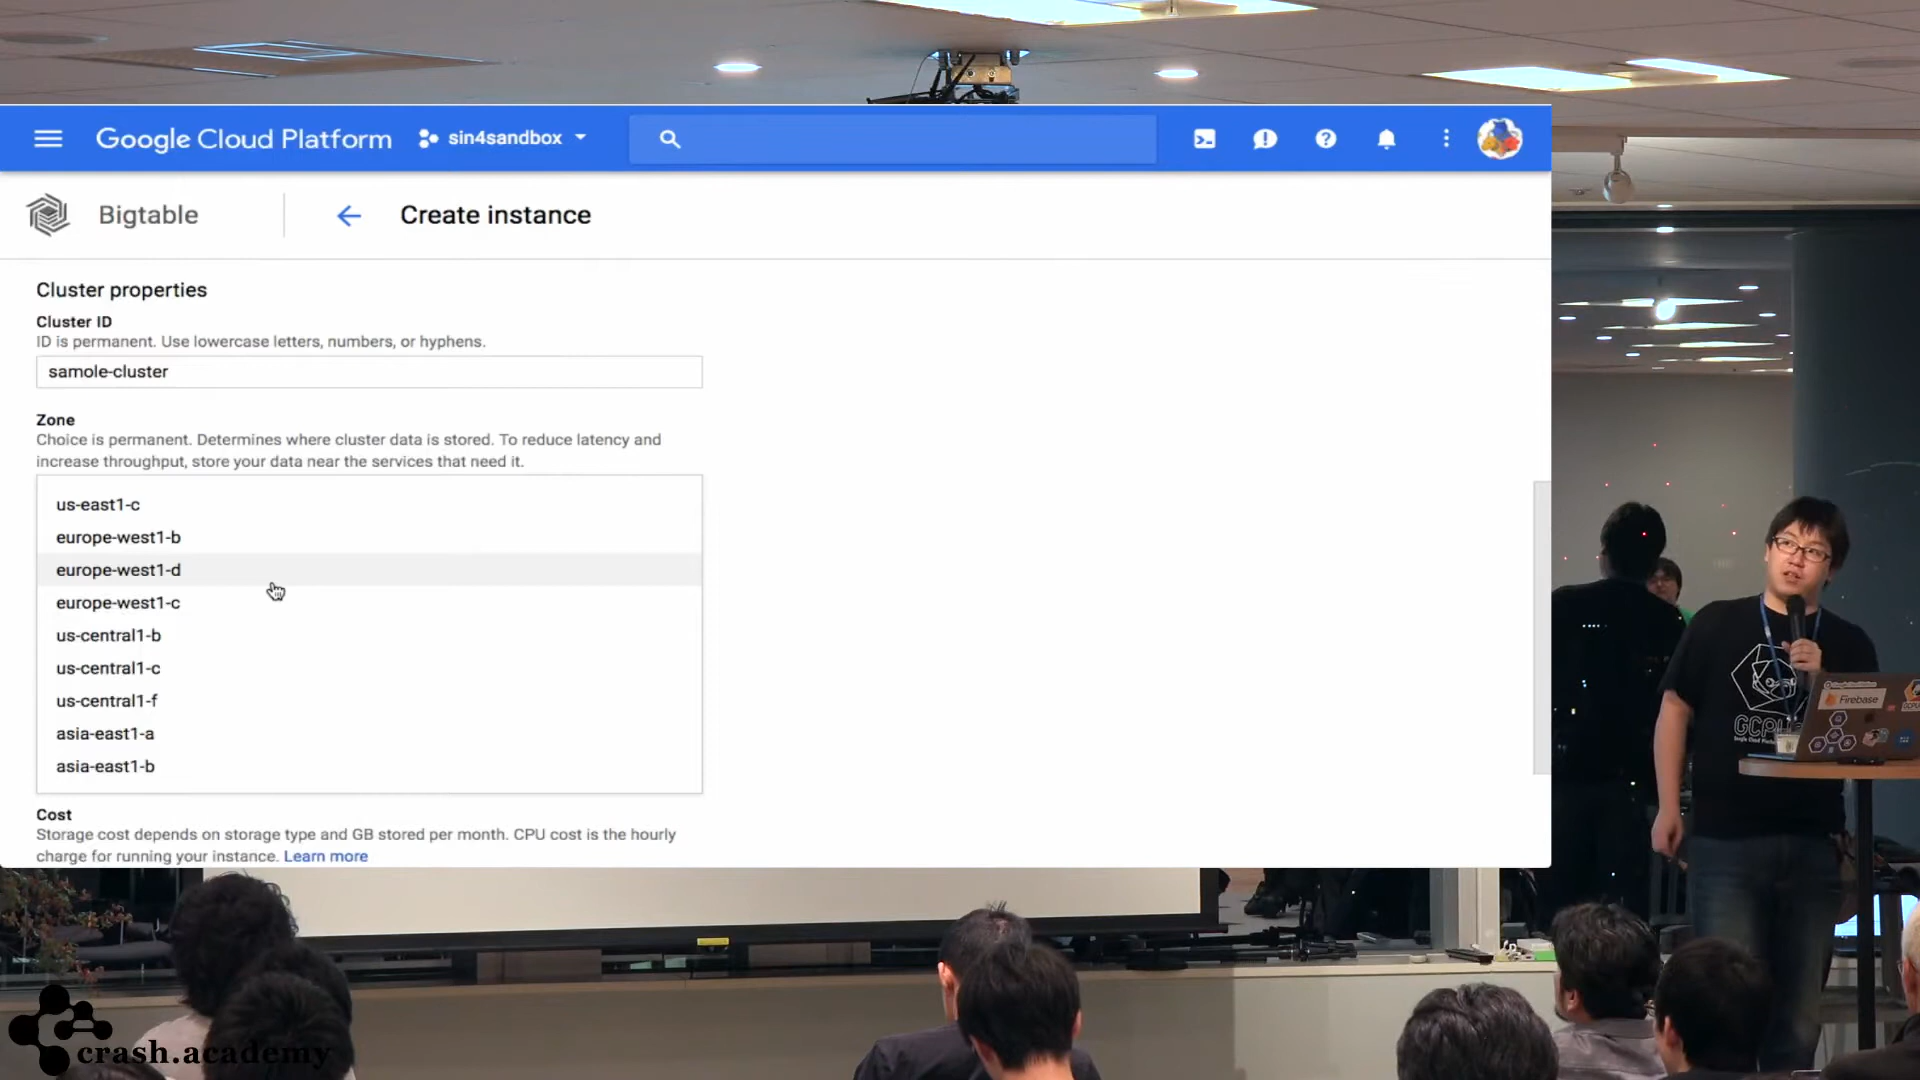 Google Cloud Platform
sin4sandbox
Bigtable
Create instance
Cluster properties
Cluster ID
ID is permanent. Use lowercase letters, numbers, or hyphens.
samole-cluster
Zone
Choice is permanent. Determines where cluster data is stored. To reduce latency and
increase throughput, store your data near the services that need it.
us-east1-c
europe-west1-b
europe-west1-d
europe-west1-c
us-central1-b
us-central1-c
us-central1-f
asia-east1-a
asia-east1-b
Cost
Storage cost depends on storage type and GB stored per month. CPU cost is the hourly
charge for running your instance. Learn more
Firebase
crash.academy